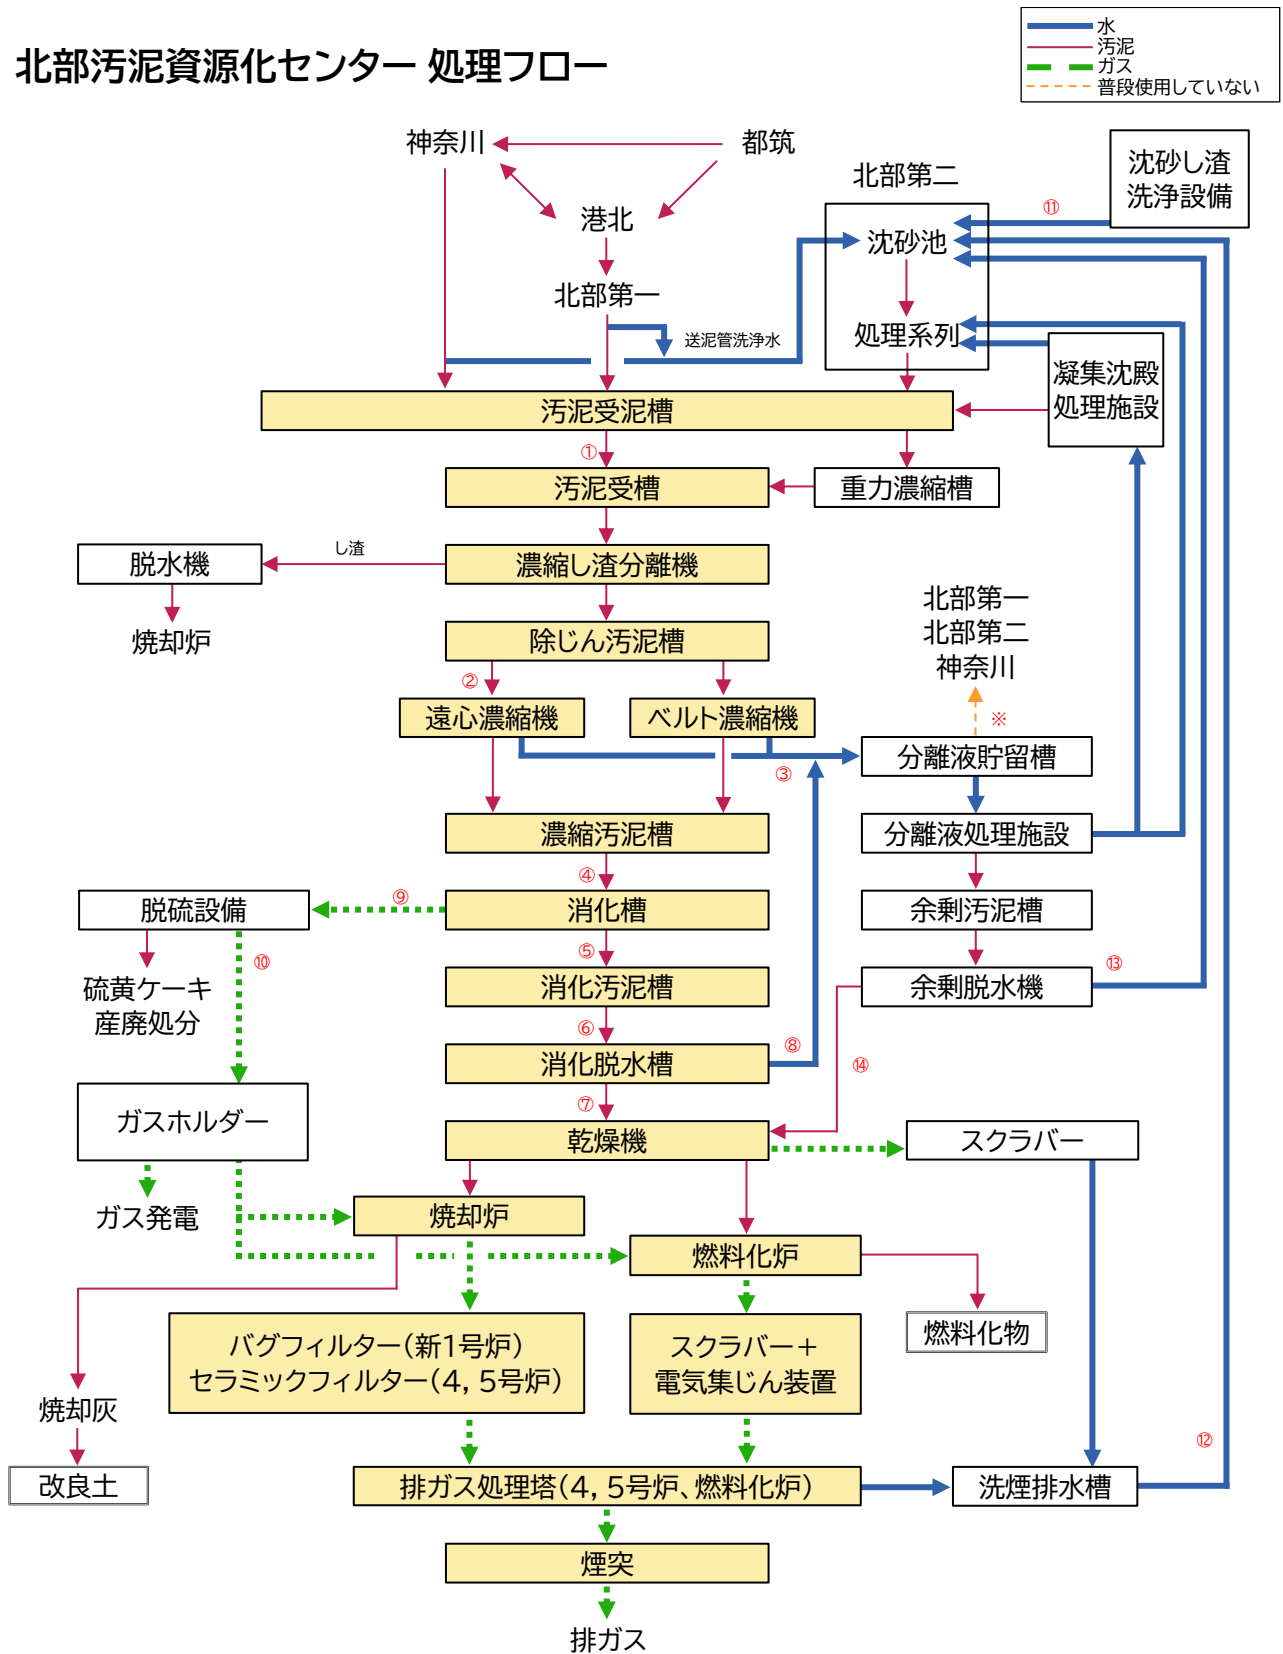 北部汚泥資源化センター 処理フロー
水
汚泥
ガス
普段使用していない
神奈川
都筑
港北
北部第一
北部第二
沈砂し渣
洗浄設備
⑪
沈砂池
処理系列
送泥管洗浄水
凝集沈殿
処理施設
汚泥受泥槽
①
汚泥受槽
重力濃縮槽
し渣
脱水機
濃縮し渣分離機
焼却炉
除じん汚泥槽
北部第一
北部第二
神奈川
②
※
遠心濃縮機
ベルト濃縮機
③
分離液貯留槽
濃縮汚泥槽
分離液処理施設
④
⑨
脱硫設備
消化槽
余剰汚泥槽
⑤
⑩
⑬
硫黄ケーキ
産廃処分
消化汚泥槽
余剰脱水機
⑥
⑧
⑭
消化脱水槽
⑦
ガスホルダー
乾燥機
スクラバー
ガス発電
焼却炉
燃料化炉
燃料化物
バグフィルター(新1号炉)
セラミックフィルター(4,5号炉)
スクラバー+
電気集じん装置
焼却灰
⑫
改良土
排ガス処理塔(4,5号炉、燃料化炉)
洗煙排水槽
煙突
排ガス